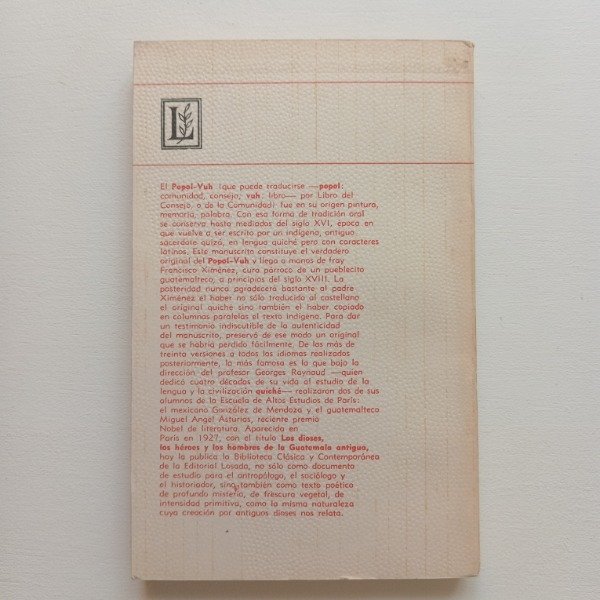 L
El Popol-Vuh (que puede traducirse —popol:
comunidad, consejo; vuh: libro— por Libro del
Consejo, o de la Comunidad) fue en su origen pintura,
memoria, palabra. Con esa forma de tradición oral
se conserva hasta mediados del siglo XVI, época en
que vuelve a ser escrito por un indígena, antiguo
sacerdote quizá, en lengua quiché pero con caracteres
latinos. Este manuscrito constituye el verdadero
original del Popol-Vuh y llega a manos de fray
Francisco Ximénez, cura párroco de un pueblecito
guatemalteco, a principios del siglo XVIII. La
posteridad nunca agradecerá bastante al padre
Ximénez el haber no sólo traducido al castellano
el original quiché sino también el haber copiado
en columnas paralelas el texto indígena. Para dar
un testimonio indiscutible de la autenticidad
del manuscrito, preservó de ese modo un original
que se habría perdido fácilmente. De las más de
treinta versiones a todos los idiomas realizadas
posteriormente, la más famosa es la que bajo la
dirección del profesor Georges Raynaud —quien
dedicó cuatro décadas de su vida al estudio de la
lengua y la civilización quiché— realizaron dos de sus
alumnos de la Escuela de Altos Estudios de París:
el mexicano González de Mendoza y el guatemalteco
Miguel Angel Asturias, reciente premio
Nobel de literatura. Aparecida en
París en 1927, con el título Los dioses,
los héroes y los hombres de la Guatemala antigua,
hoy la publica la Biblioteca Clásica y Contemporánea
de la Editorial Losada, no sólo como documento
de estudio para el antropólogo, el sociólogo y
el historiador, sino también como texto poético
de profundo misterio, de frescura vegetal, de
intensidad primitiva, como la misma naturaleza
cuya creación por antiguos dioses nos relata.